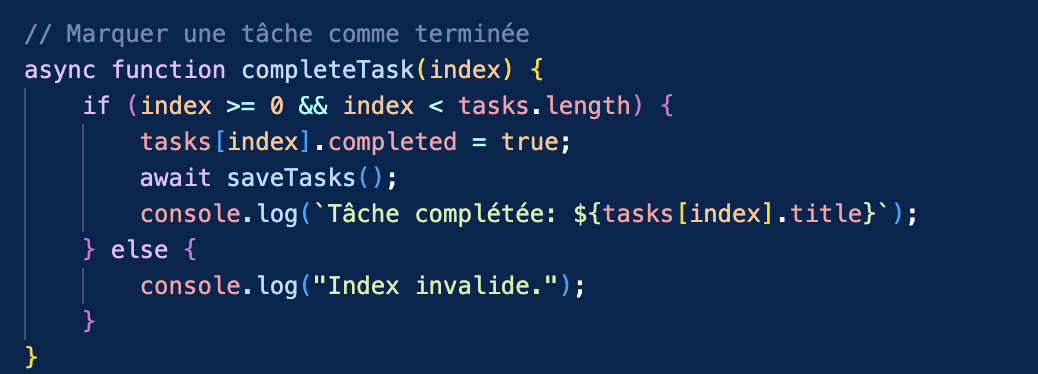 // Marquer une tâche comme terminée
async function completeTask(index) {
    if (index >= 0 && index < tasks.length) {
        tasks[index].completed = true;
        await saveTasks();
        console.log(`Tâche complétée: ${tasks[index].title}`);
    } else {
        console.log("Index invalide.");
    }
}